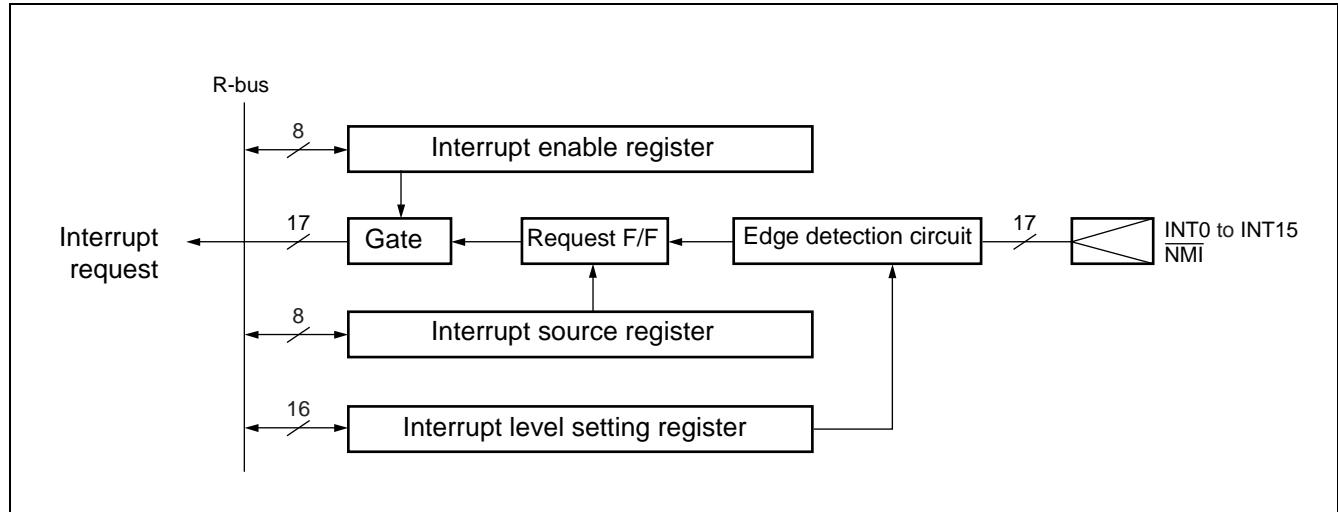 R-bus
8
Interrupt enable register
Interrupt
request
17
Gate
Request F/F
Edge detection circuit
17
INT0 to INT15
NMI
8
Interrupt source register
16
Interrupt level setting register